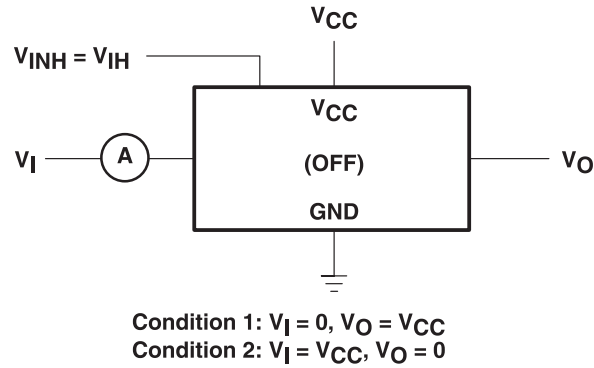 VCC
VINH = VIH
VCC
VI
A
(OFF)
VO
GND
Condition 1: VI = 0, VO = VCC
Condition 2: VI = VCC, VO = 0